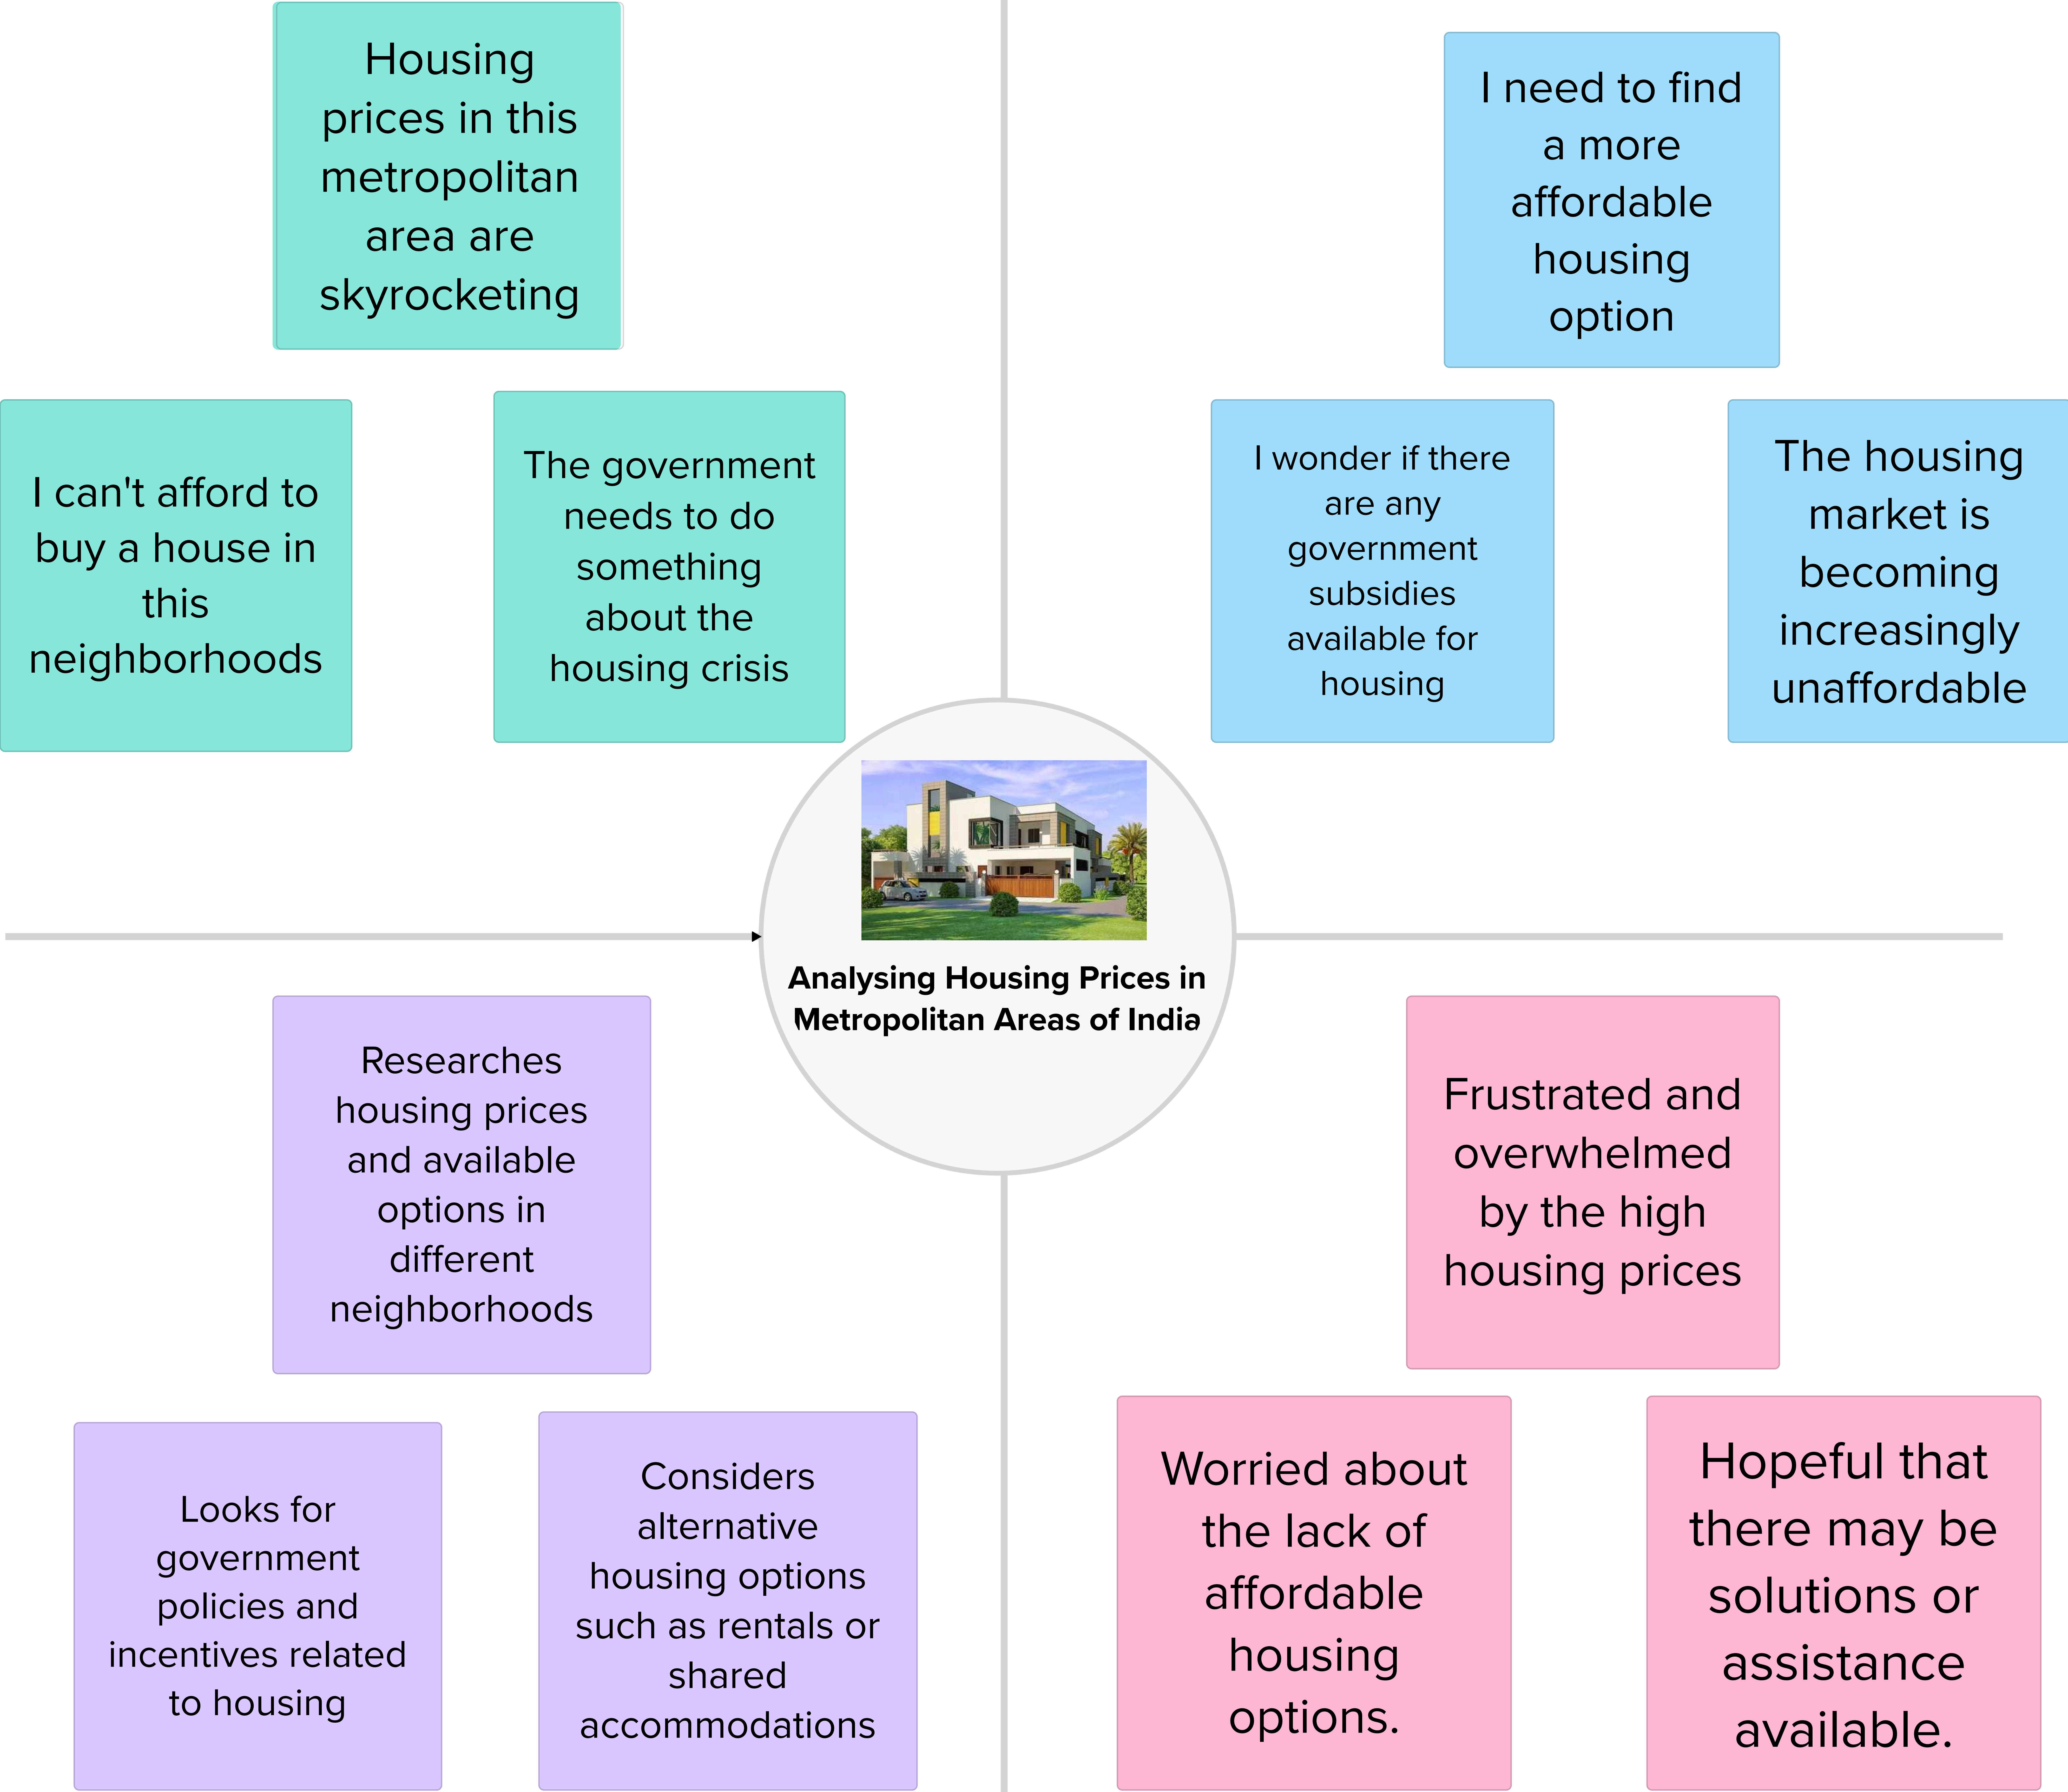 Housing
prices in this
metropolitan
area are
skyrocketing
I can't afford to
buy a house in
this
neighborhoods
The government
needs to do
something
about the
housing crisis
I need to find
a more
affordable
housing
option
I wonder if there
are any
government
subsidies
available for
housing
The housing
market is
becoming
increasingly
unaffordable
Analysing Housing Prices in
Metropolitan Areas of India
Researches
housing prices
and available
options in
different
neighborhoods
Looks for
government
policies and
incentives related
to housing
Considers
alternative
housing options
such as rentals or
shared
accommodations
Frustrated and
overwhelmed
by the high
housing prices
Worried about
the lack of
affordable
housing
options.
Hopeful that
there may be
solutions or
assistance
available.